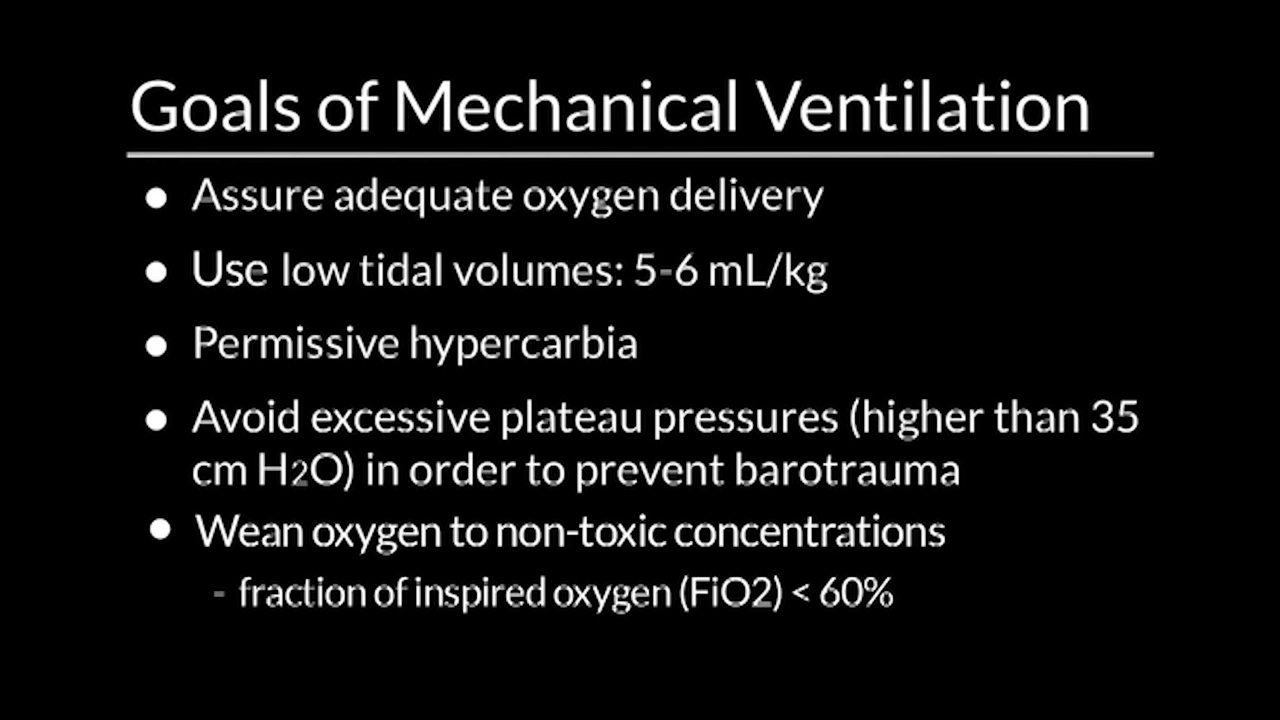 Goals of Mechanical Ventilation
● Assure adequate oxygen delivery
● Use low tidal volumes: 5-6 mL/kg
● Permissive hypercarbia
● Avoid excessive plateau pressures (higher than 35
cm H2O) in order to prevent barotrauma
● Wean oxygen to non-toxic concentrations
- fraction of inspired oxygen (FiO2) < 60%